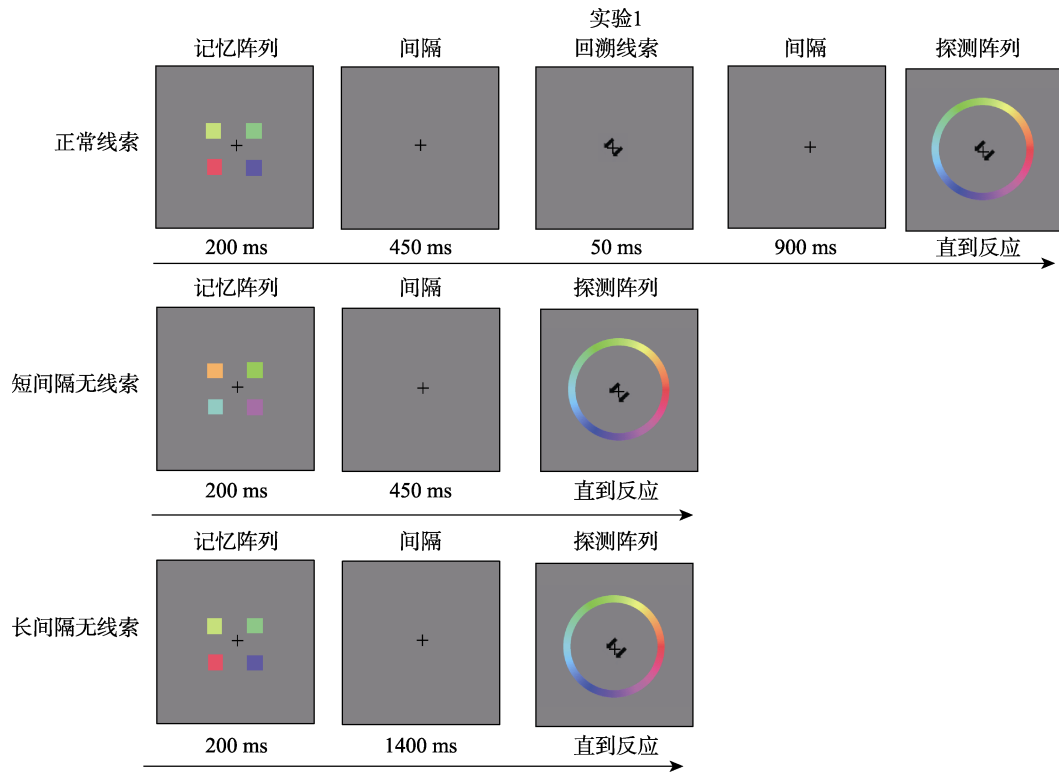 实验1
记忆阵列 间隔 回溯线索 间隔 探测阵列
正常线索
200 ms 450 ms 50 ms 900 ms 直到反应
记忆阵列 间隔 探测阵列
短间隔无线索
200 ms 450 ms 直到反应
记忆阵列 间隔 探测阵列
长间隔无线索
200 ms 1400 ms 直到反应